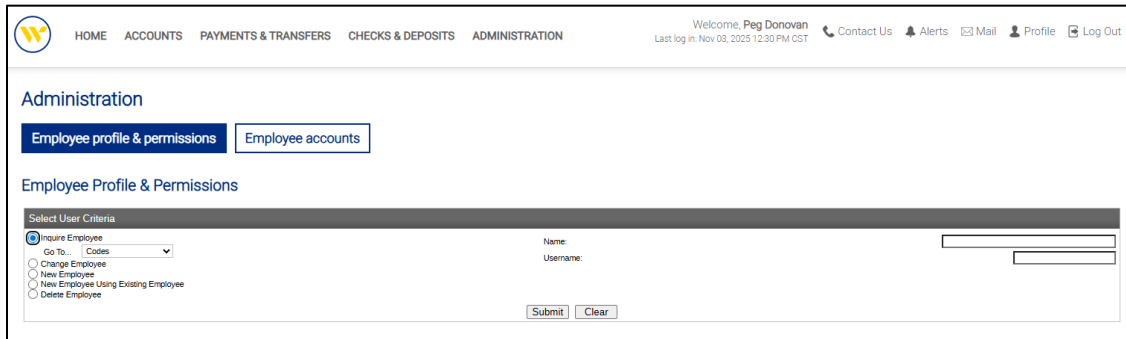 W
HOME ACCOUNTS PAYMENTS & TRANSFERS CHECKS & DEPOSITS ADMINISTRATION
Welcome, Peg Donovan
Last log in: Nov 03, 2025 12:30 PM CST
Contact Us Alerts Mail Profile Log Out
Administration
Employee profile & permissions Employee accounts
Employee Profile & Permissions
Select User Criteria
Inquire Employee
Go To... Codes
Change Employee
New Employee
New Employee Using Existing Employee
Delete Employee
Name:
Username:
Submit Clear